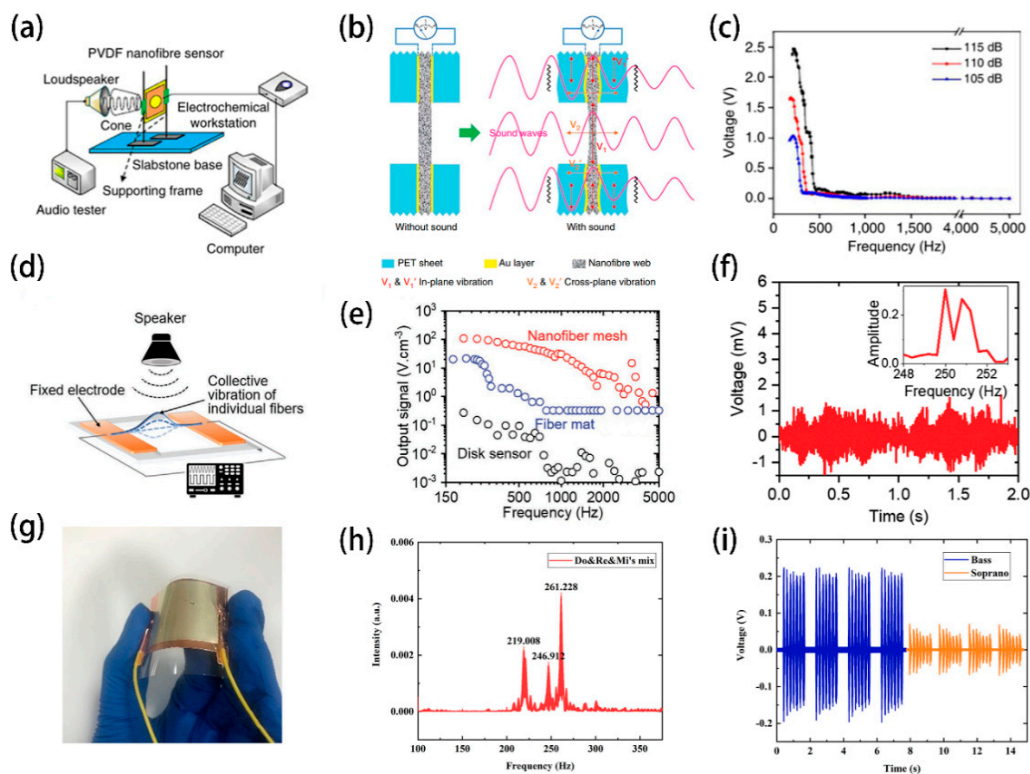 (a)
PVDF nanofibre sensor
Loudspeaker
Cone
Electrochemical
workstation
Slabstone base
Supporting frame
Audio tester
Computer
(b)
V1
Sound waves
V2
V1
V2'
Without sound
With sound
PET sheet
Au layer
Nanofibre web
V1 & V1' In-plane vibration
V2 & V2' Cross-plane vibration
(c)
2.5
2.0
1.5
1.0
0.5
0.0
Voltage (V)
115 dB
110 dB
105 dB
0
500
1,000
1,500
4,000
5,000
Frequency (Hz)
(d)
Speaker
Fixed electrode
Collective
vibration of
individual fibers
(e)
Output signal (V.cm-3)
10³
10²
10¹
10⁰
10⁻¹
10⁻²
10⁻³
Nanofiber mesh
Fiber mat
Disk sensor
150
500
1000
2000
5000
Frequency (Hz)
(f)
Voltage (mV)
6
5
4
3
2
1
0
-1
Amplitude
0.2
0.0
248
250
252
Frequency (Hz)
0.0
0.5
1.0
1.5
2.0
Time (s)
(g)
(h)
Intensity (a.u.)
0.006
0.004
0.002
0.000
Do&Re&Mi's mix
261.228
219.008
246.912
100
150
200
250
300
350
Frequency (Hz)
(i)
Voltage (V)
0.3
0.2
0.1
0.0
-0.1
-0.2
Bass
Soprano
0
2
4
6
8
10
12
14
Time (s)